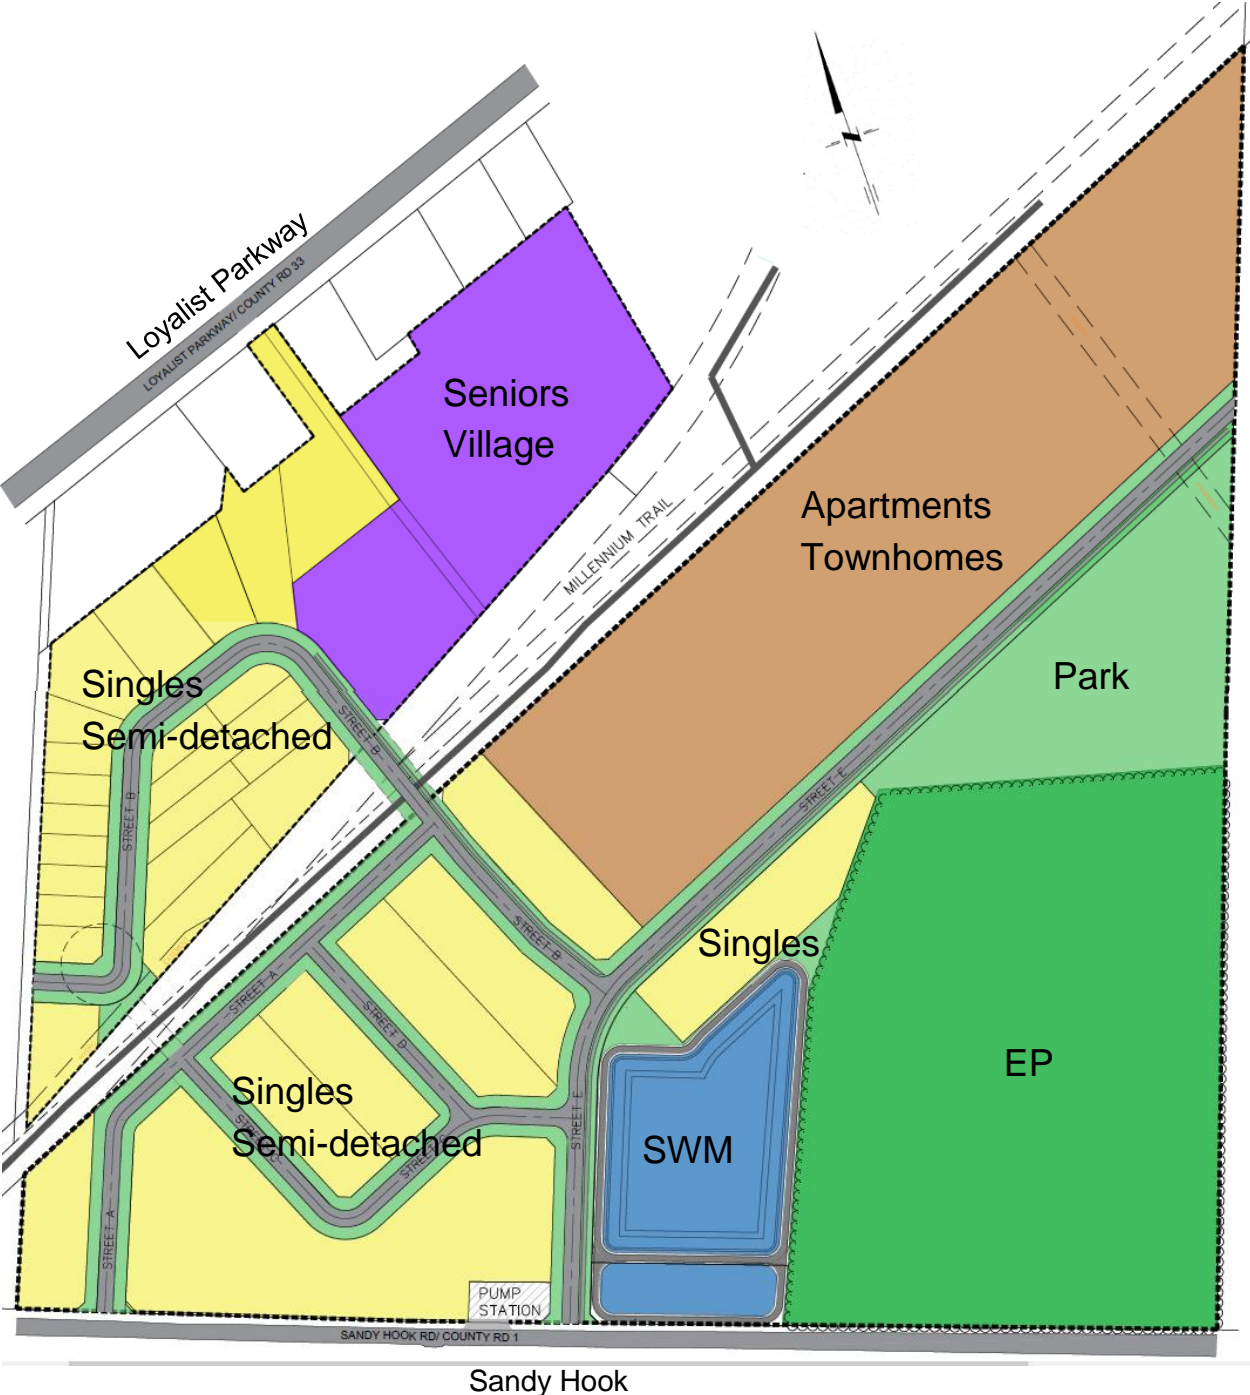 Loyalist Parkway
LOYALIST PARKWAY/ COUNTY RD 33
Seniors
Village
MILLENNIUM TRAIL
Apartments
Townhomes
Park
Singles
Semi-detached
STREET B
STREET B
STREET E
STREET B
Singles
STREET A
STREET D
EP
Singles
Semi-detached
STREET E
SWM
STREET A
PUMP
STATION
SANDY HOOK RD/ COUNTY RD 1
Sandy Hook